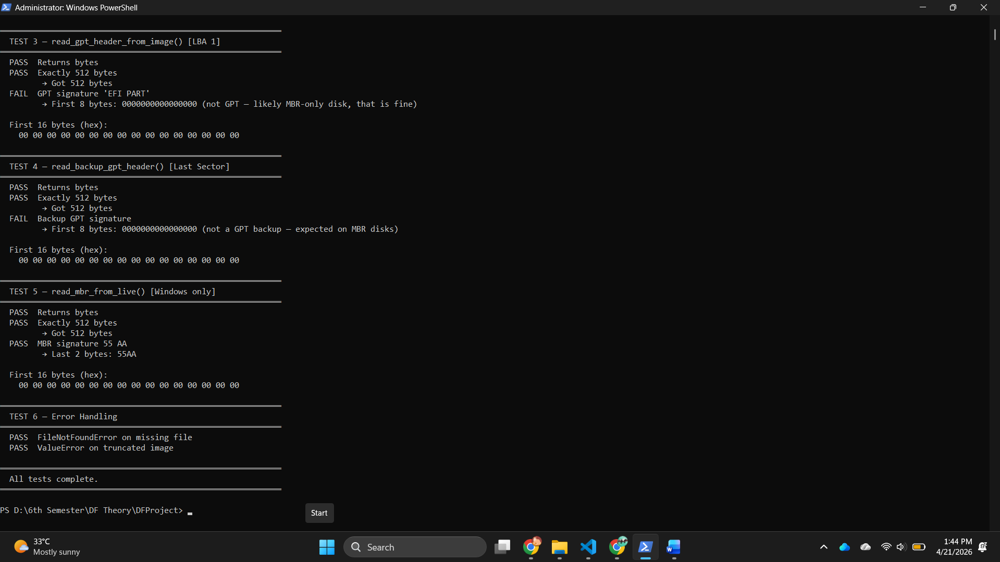 Administrator: Windows PowerShell
TEST 3 — read_gpt_header_from_image() [LBA 1]
PASS  Returns bytes
PASS  Exactly 512 bytes
→ Got 512 bytes
FAIL  GPT signature 'EFI PART'
→ First 8 bytes: 0000000000000000 (not GPT — likely MBR-only disk, that is fine)
First 16 bytes (hex):
00 00 00 00 00 00 00 00 00 00 00 00 00 00 00 00
TEST 4 — read_backup_gpt_header() [Last Sector]
PASS  Returns bytes
PASS  Exactly 512 bytes
→ Got 512 bytes
FAIL  Backup GPT signature
→ First 8 bytes: 0000000000000000 (not a GPT backup — expected on MBR disks)
First 16 bytes (hex):
00 00 00 00 00 00 00 00 00 00 00 00 00 00 00 00
TEST 5 — read_mbr_from_live() [Windows only]
PASS  Returns bytes
PASS  Exactly 512 bytes
→ Got 512 bytes
PASS  MBR signature 55 AA
→ Last 2 bytes: 55AA
First 16 bytes (hex):
00 00 00 00 00 00 00 00 00 00 00 00 00 00 00 00
TEST 6 — Error Handling
PASS  FileNotFoundError on missing file
PASS  ValueError on truncated image
All tests complete.
PS D:\6th Semester\DF Theory\DFProject>
Start
33°C
Mostly sunny
Search
1:44 PM
4/21/2026